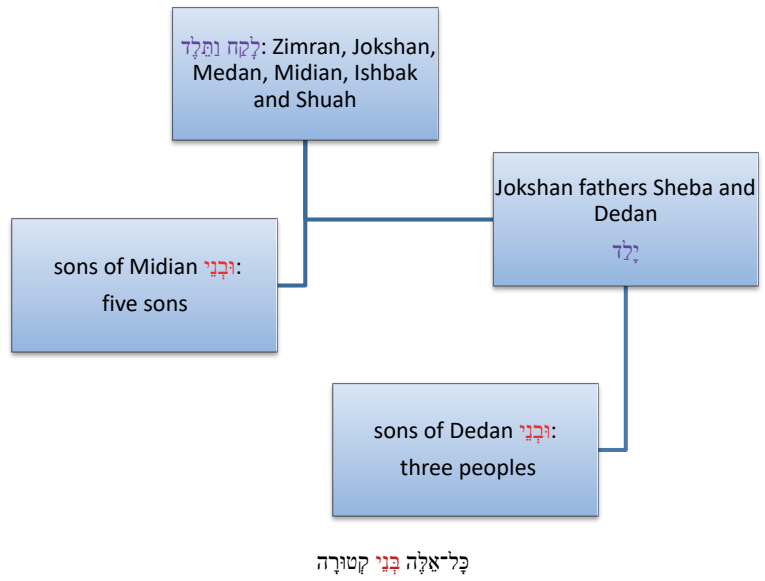 לָקַח וַתֵּלֶד: Zimran, Jokshan,
Medan, Midian, Ishbak
and Shuah
Jokshan fathers Sheba and
Dedan
יָלַד
sons of Midian וּבְנֵי:
five sons
sons of Dedan וּבְנֵי:
three peoples
כָּל־אֵלֶּה בְּנֵי קְטוּרָה